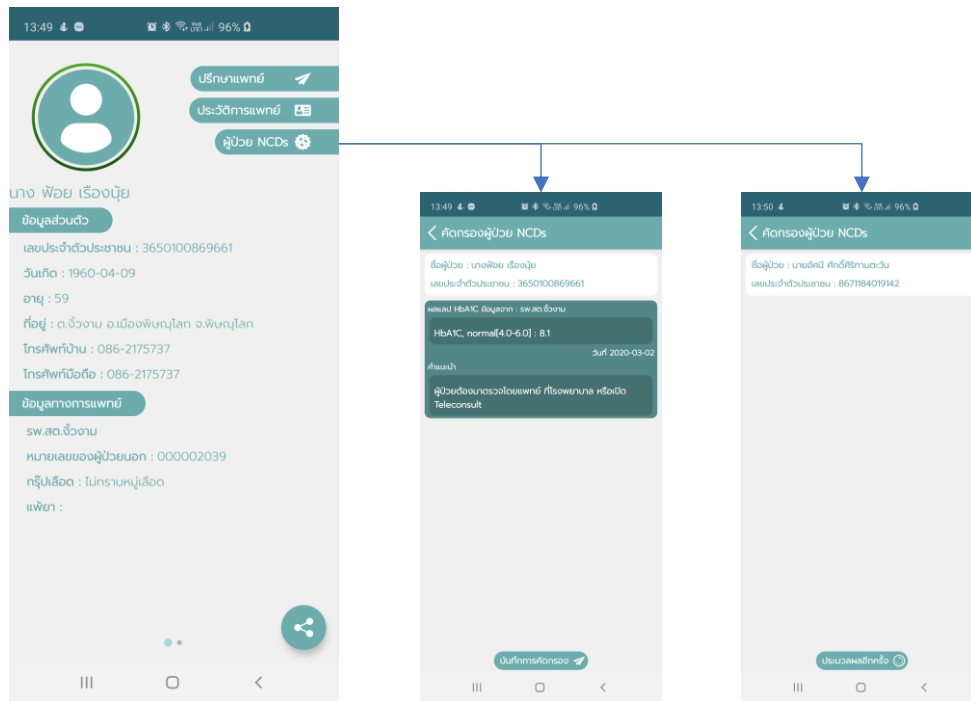 13:49 96%
ปรึกษาแพทย์
ประวัติการแพทย์
ผู้ป่วย NCDs
นาง ฟ้อย เรืองนุ้ย
ข้อมูลส่วนตัว
เลขประจำตัวประชาชน : 3650100869661
วันเกิด : 1960-04-09
อายุ : 59
ที่อยู่ : ต.งิ้วงาม อ.เมืองพิษณุโลก จ.พิษณุโลก
โทรศัพท์บ้าน : 086-2175737
โทรศัพท์มือถือ : 086-2175737
ข้อมูลทางการแพทย์
รพ.สต.งิ้วงาม
หมายเลขของผู้ป่วยนอก : 000002039
กรุ๊ปเลือด : ไม่ทราบหมู่เลือด
แพ้ยา :
13:49 96%
คัดกรองผู้ป่วย NCDs
ชื่อผู้ป่วย : นางฟ้อย เรืองนุ้ย
เลขประจำตัวประชาชน : 3650100869661
ผลแลป HbA1C ข้อมูลจาก : รพ.สต.งิ้วงาม
HbA1C, normal[4.0-6.0] : 8.1
วันที่ 2020-03-02
คำแนะนำ
ผู้ป่วยต้องมาตรวจโดยแพทย์ ที่โรงพยาบาล หรือเปิด
Teleconsult
บันทึกการคัดกรอง
13:50 96%
คัดกรองผู้ป่วย NCDs
ชื่อผู้ป่วย : นายอัศนี ศักดิ์ศิริทานตะวัน
เลขประจำตัวประชาชน : 8671184019142
ประมวลผลอีกครั้ง